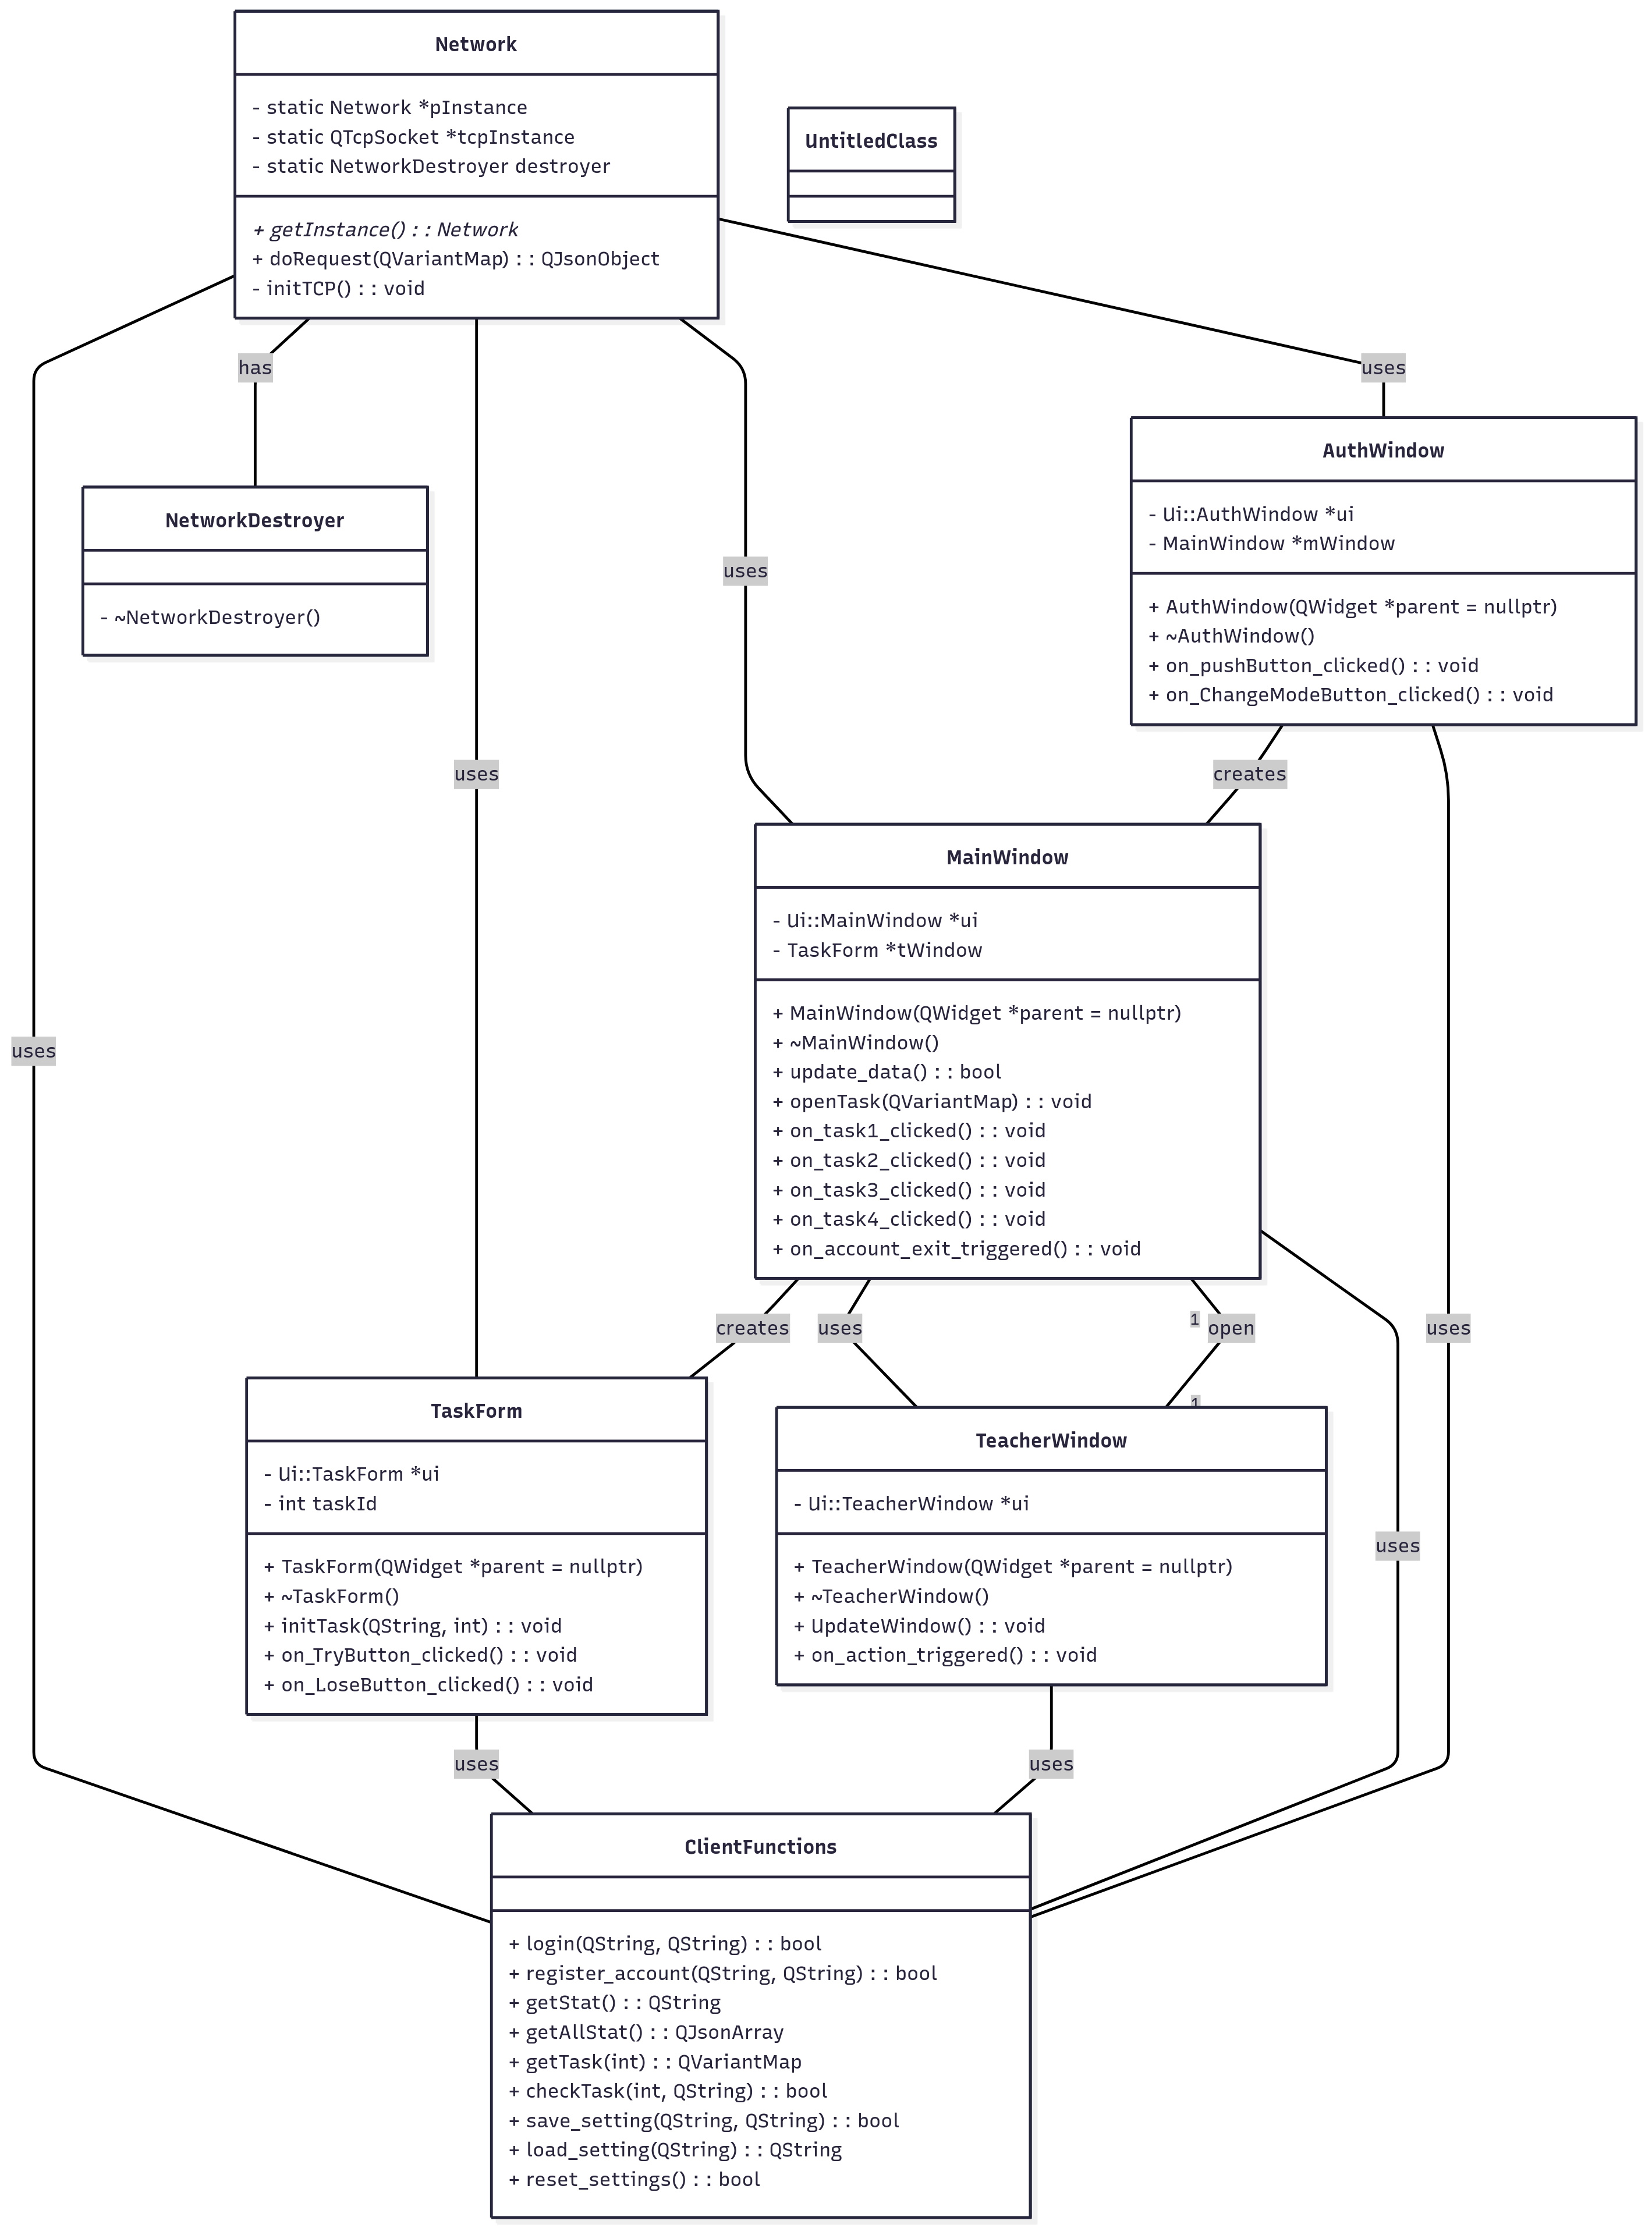 Network
- static Network *pInstance
- static QTcpSocket *tcpInstance
- static NetworkDestroyer destroyer
+ getInstance() : : Network
+ doRequest(QVariantMap) : : QJsonObject
- initTCP() : : void
UntitledClass
has
uses
NetworkDestroyer
- ~NetworkDestroyer()
AuthWindow
- Ui::AuthWindow *ui
- MainWindow *mWindow
+ AuthWindow(QWidget *parent = nullptr)
+ ~AuthWindow()
+ on_pushButton_clicked() : : void
+ on_ChangeModeButton_clicked() : : void
uses
uses
creates
MainWindow
- Ui::MainWindow *ui
- TaskForm *tWindow
+ MainWindow(QWidget *parent = nullptr)
+ ~MainWindow()
+ update_data() : : bool
+ openTask(QVariantMap) : : void
+ on_task1_clicked() : : void
+ on_task2_clicked() : : void
+ on_task3_clicked() : : void
+ on_task4_clicked() : : void
+ on_account_exit_triggered() : : void
uses
creates
uses
1
open
uses
1
TaskForm
- Ui::TaskForm *ui
- int taskId
+ TaskForm(QWidget *parent = nullptr)
+ ~TaskForm()
+ initTask(QString, int) : : void
+ on_TryButton_clicked() : : void
+ on_LoseButton_clicked() : : void
TeacherWindow
- Ui::TeacherWindow *ui
+ TeacherWindow(QWidget *parent = nullptr)
+ ~TeacherWindow()
+ UpdateWindow() : : void
+ on_action_triggered() : : void
uses
uses
uses
ClientFunctions
+ login(QString, QString) : : bool
+ register_account(QString, QString) : : bool
+ getStat() : : QString
+ getAllStat() : : QJsonArray
+ getTask(int) : : QVariantMap
+ checkTask(int, QString) : : bool
+ save_setting(QString, QString) : : bool
+ load_setting(QString) : : QString
+ reset_settings() : : bool